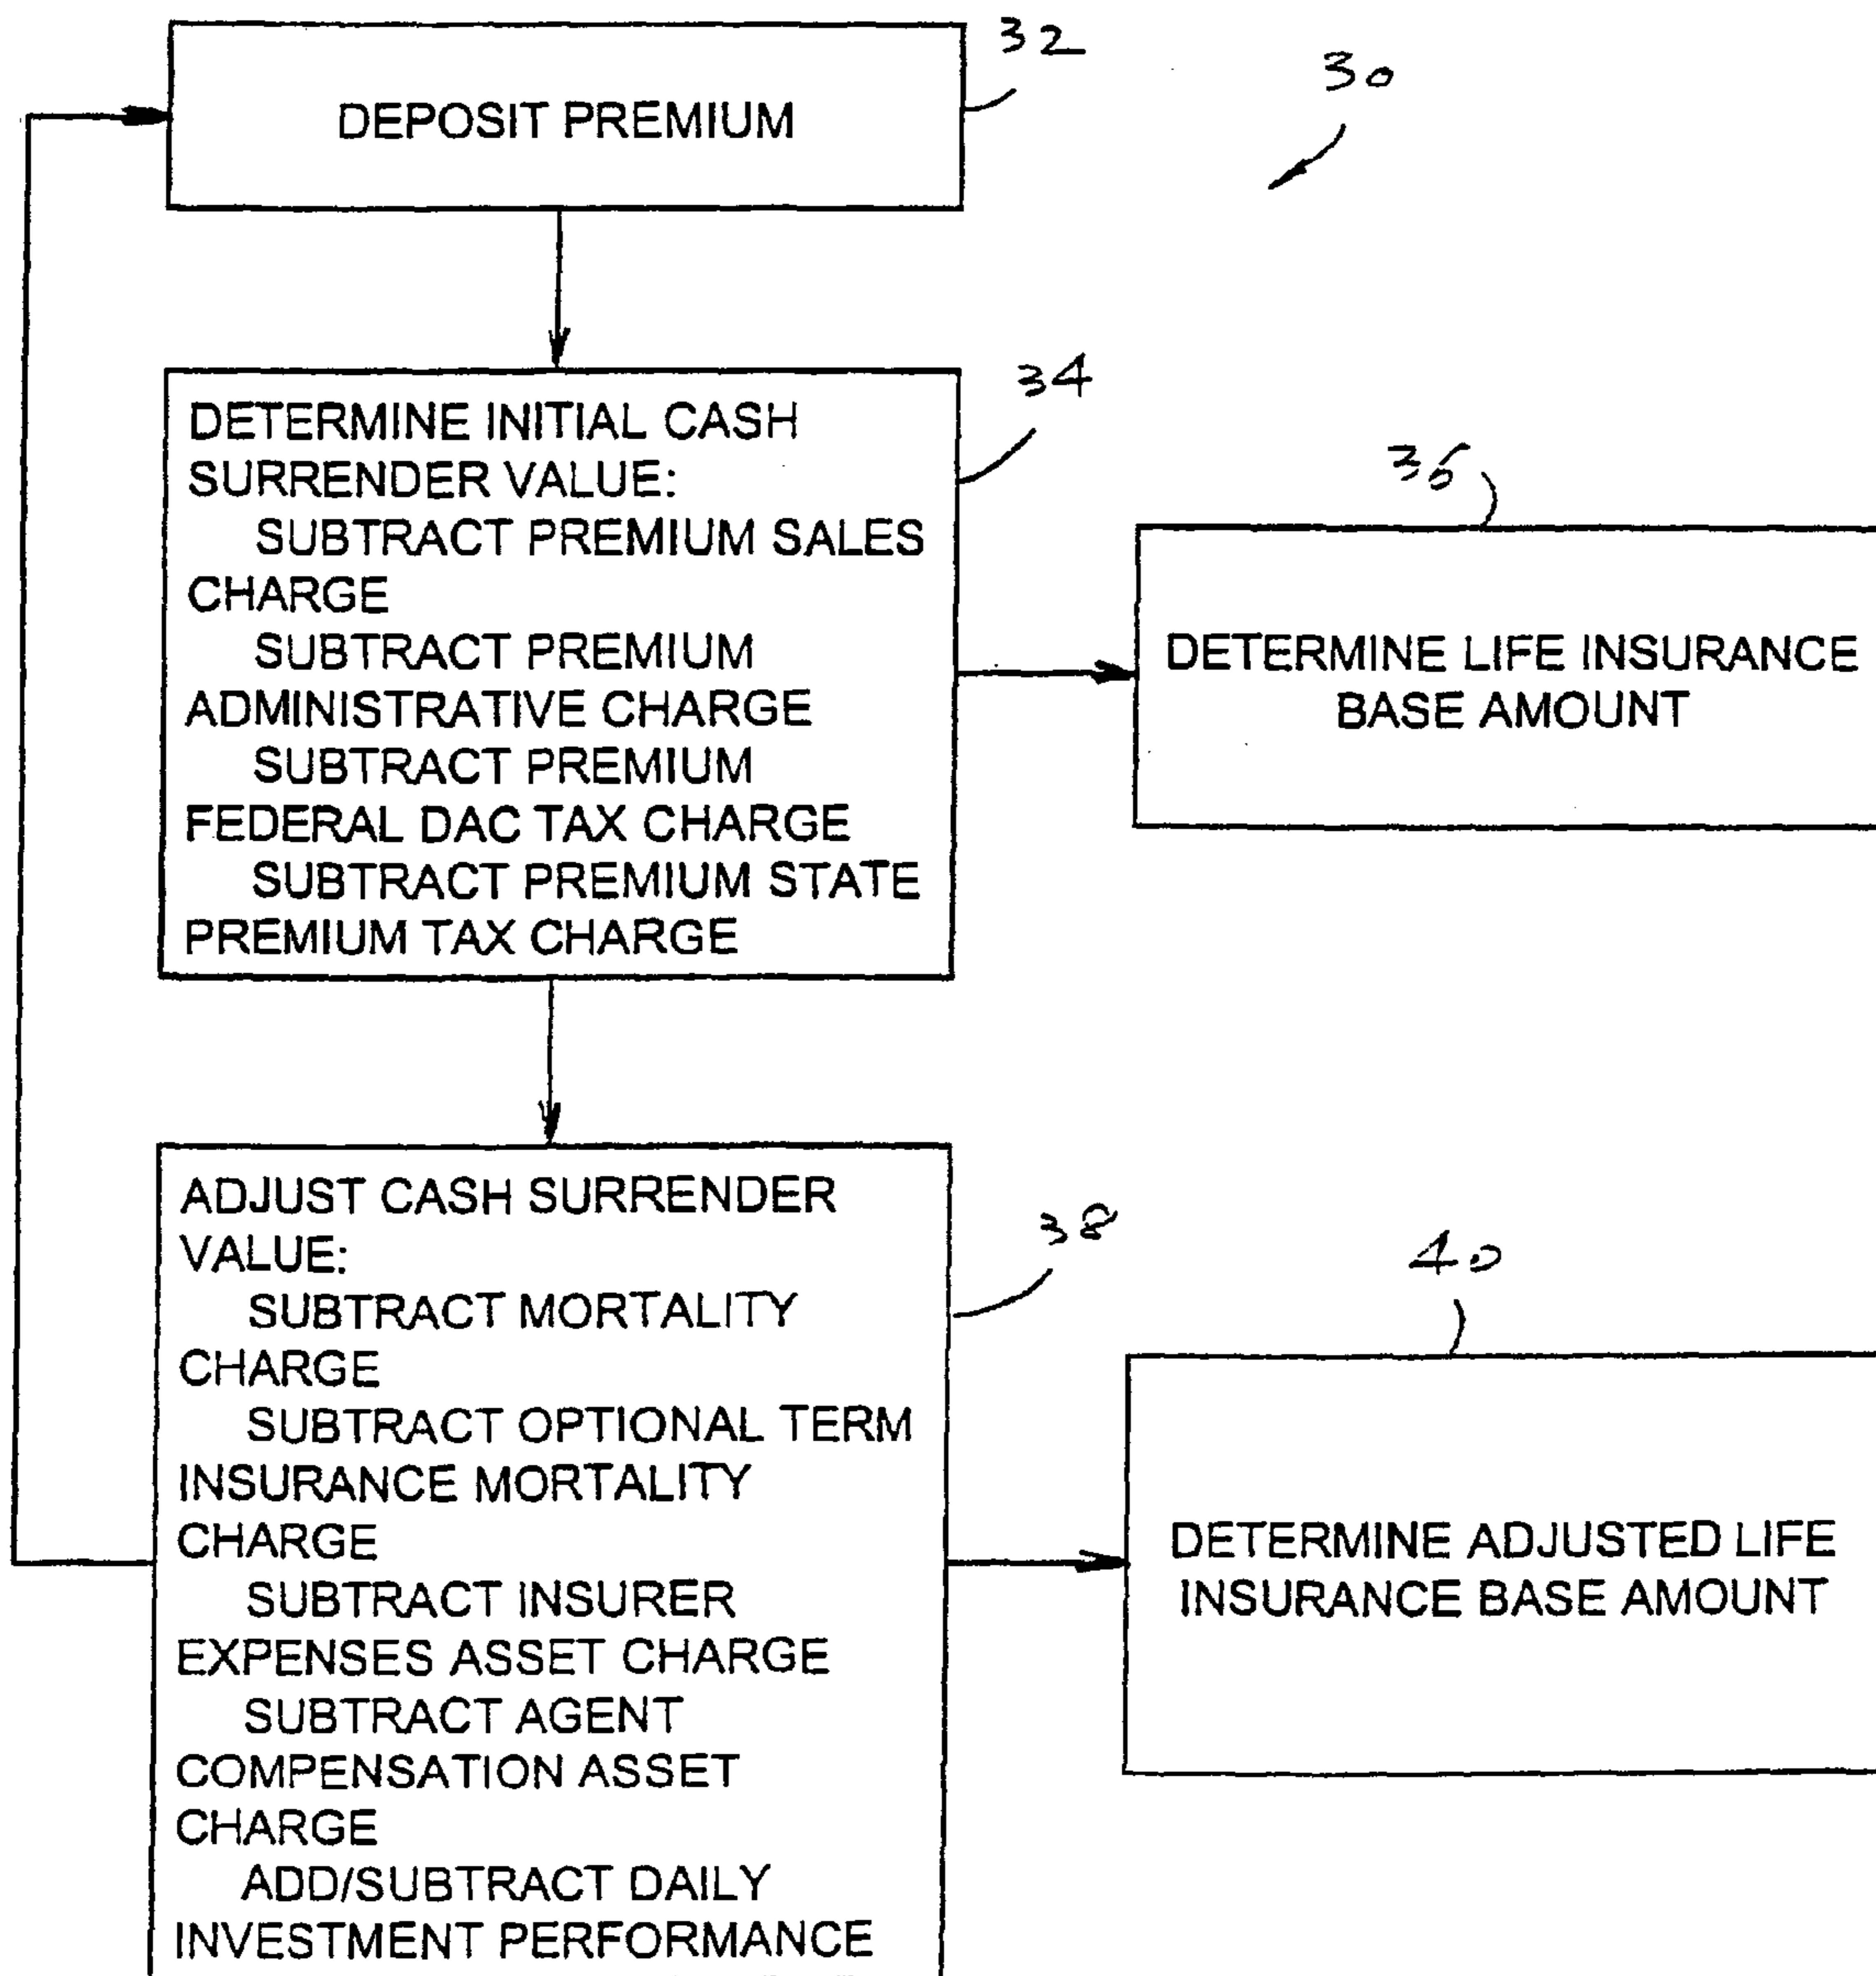 32
30
DEPOSIT PREMIUM
34
DETERMINE INITIAL CASH
SURRENDER VALUE:
SUBTRACT PREMIUM SALES
CHARGE
SUBTRACT PREMIUM
ADMINISTRATIVE CHARGE
SUBTRACT PREMIUM
FEDERAL DAC TAX CHARGE
SUBTRACT PREMIUM STATE
PREMIUM TAX CHARGE
36
DETERMINE LIFE INSURANCE
BASE AMOUNT
38
ADJUST CASH SURRENDER
VALUE:
SUBTRACT MORTALITY
CHARGE
SUBTRACT OPTIONAL TERM
INSURANCE MORTALITY
CHARGE
SUBTRACT INSURER
EXPENSES ASSET CHARGE
SUBTRACT AGENT
COMPENSATION ASSET
CHARGE
ADD/SUBTRACT DAILY
INVESTMENT PERFORMANCE
40
DETERMINE ADJUSTED LIFE
INSURANCE BASE AMOUNT